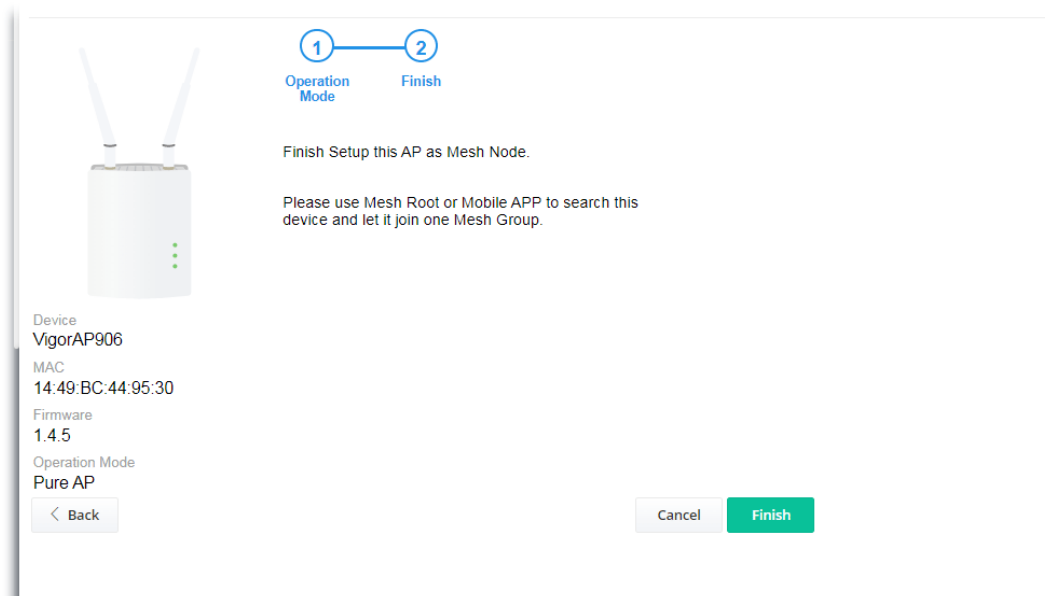 1
2
Operation
Mode
Finish
Finish Setup this AP as Mesh Node.
Please use Mesh Root or Mobile APP to search this
device and let it join one Mesh Group.
Device
VigorAP906
MAC
14:49:BC:44:95:30
Firmware
1.4.5
Operation Mode
Pure AP
Back
Cancel
Finish